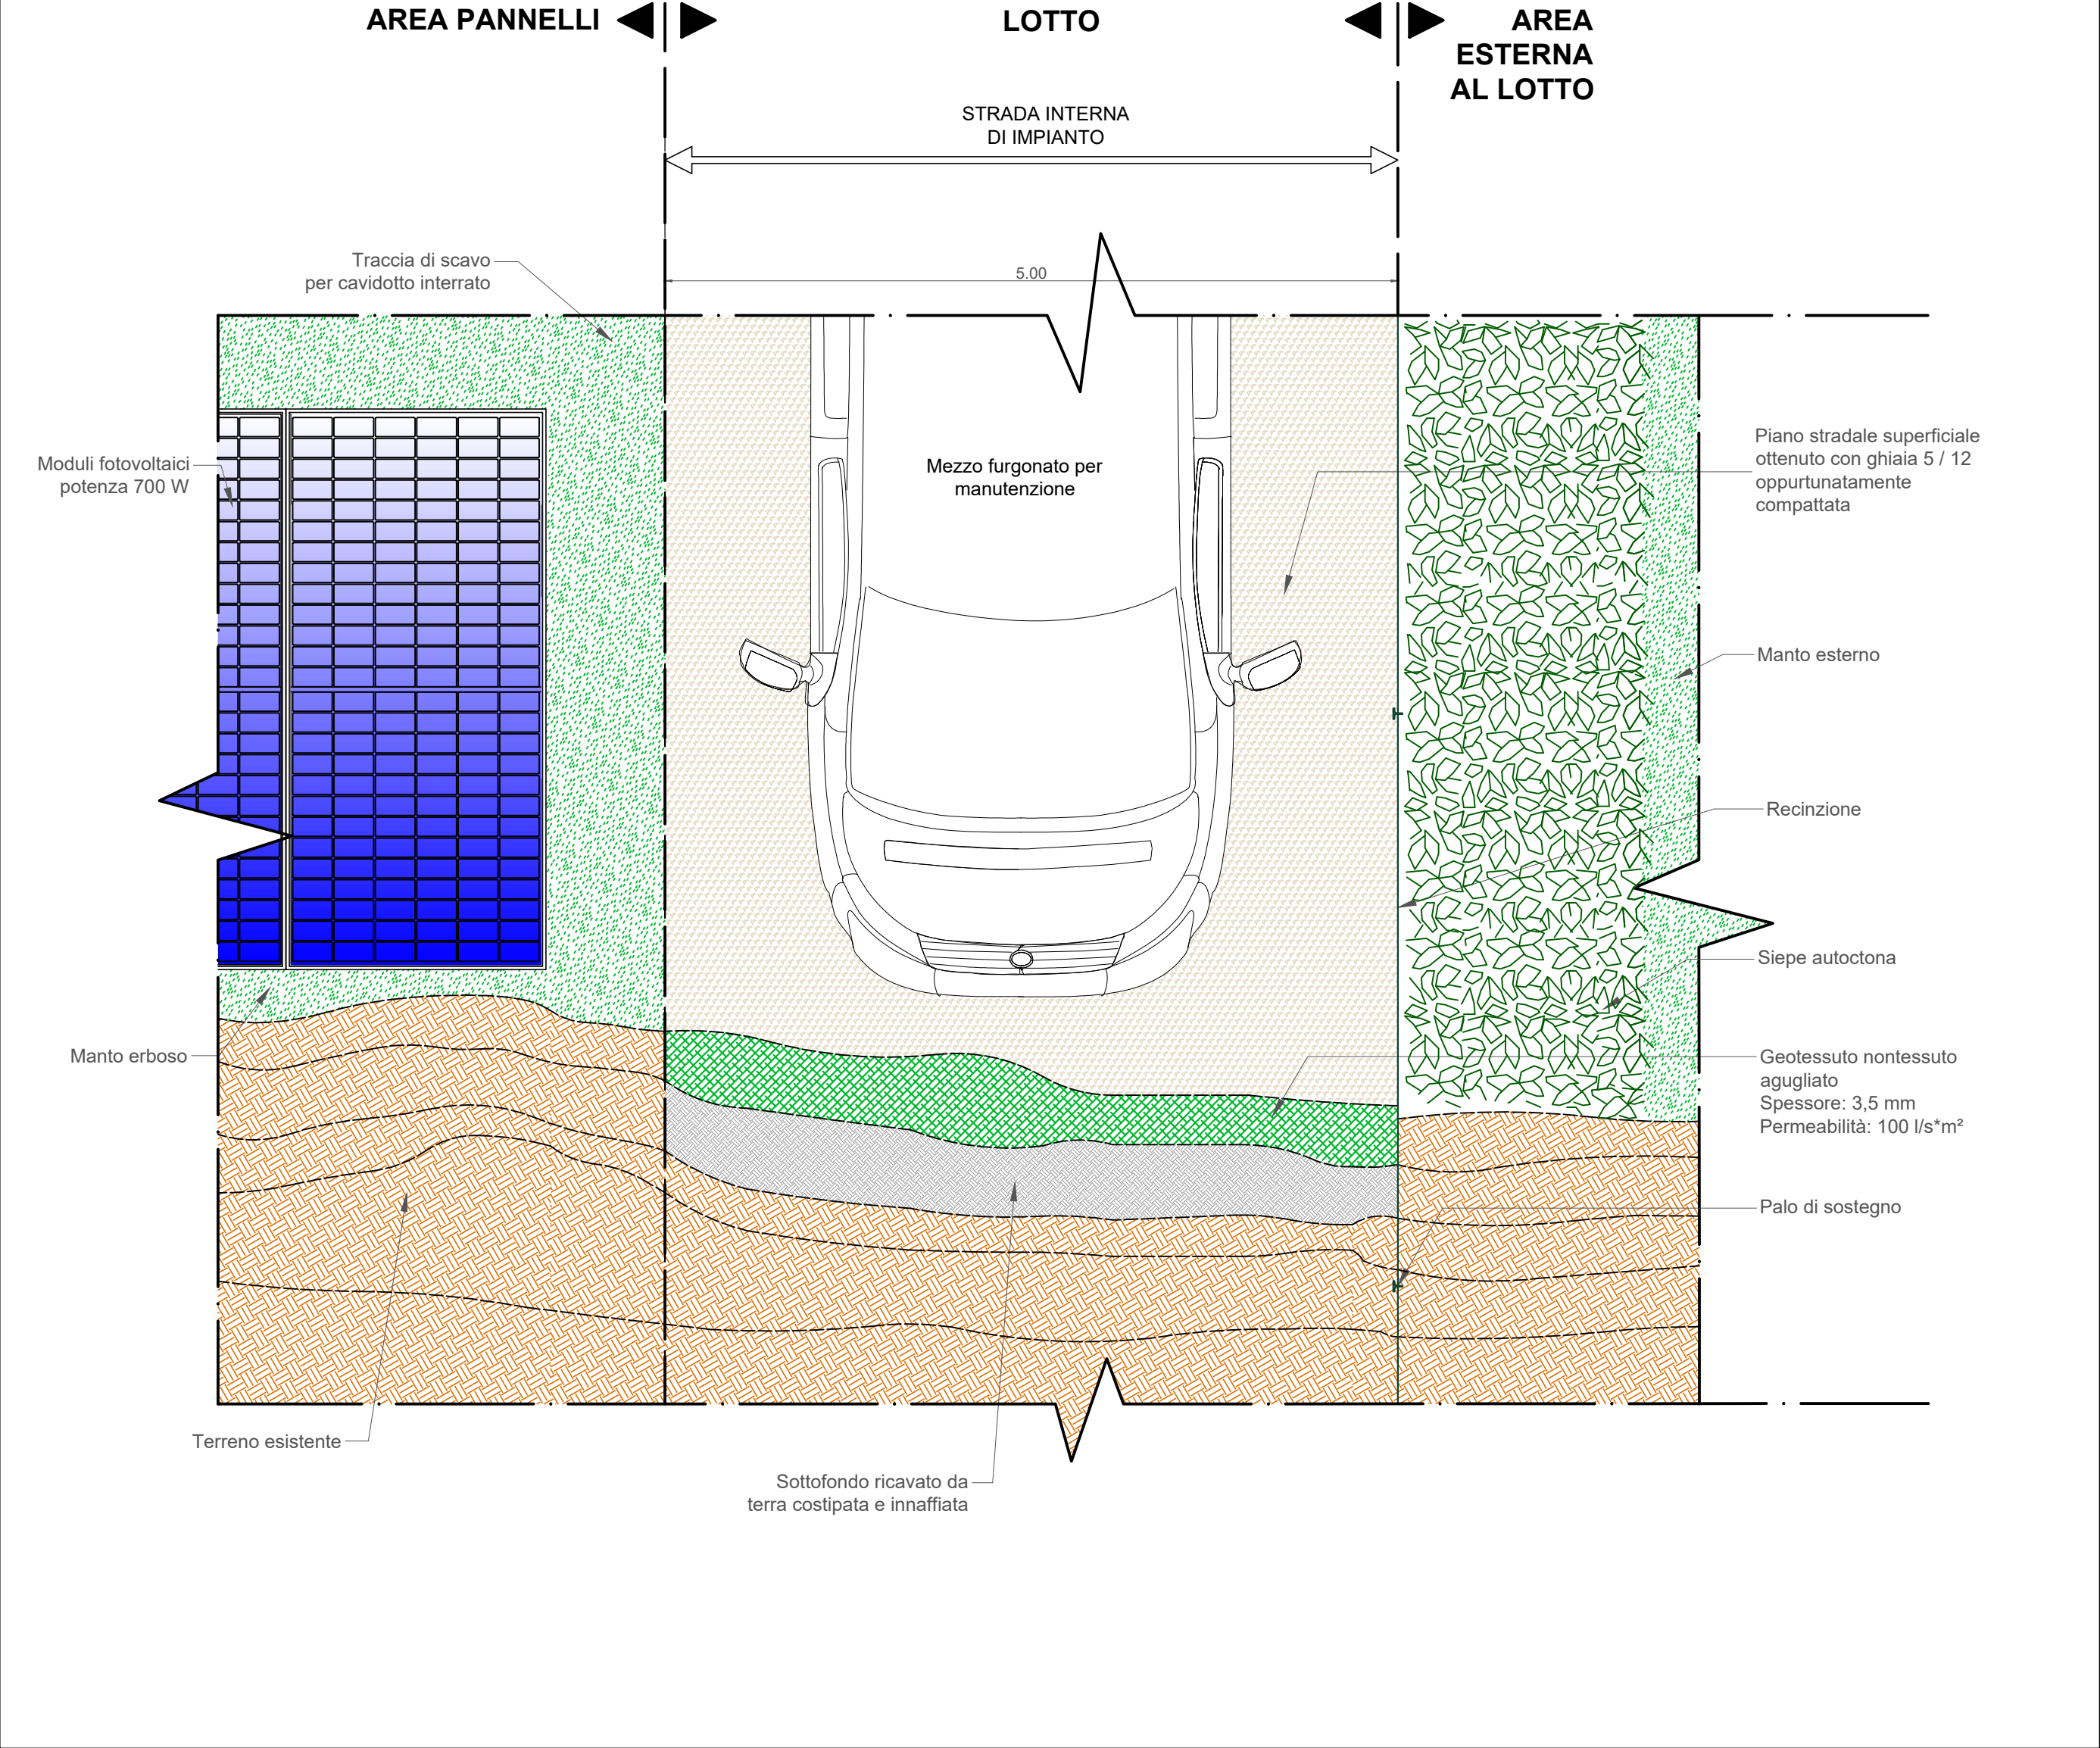 AREA PANNELLI
LOTTO
AREA
ESTERNA
AL LOTTO
STRADA INTERNA
DI IMPIANTO
Traccia di scavo
per cavidotto interrato
5.00
Moduli fotovoltaici
potenza 700 W
Mezzo furgonato per
manutenzione
Piano stradale superficiale
ottenuto con ghiaia 5 / 12
oppurtunatamente
compattata
Manto esterno
Recinzione
Siepe autoctona
Manto erboso
Geotessuto nontessuto
agugliato
Spessore: 3,5 mm
Permeabilità: 100 l/s*m²
Palo di sostegno
Terreno esistente
Sottofondo ricavato da
terra costipata e innaffiata